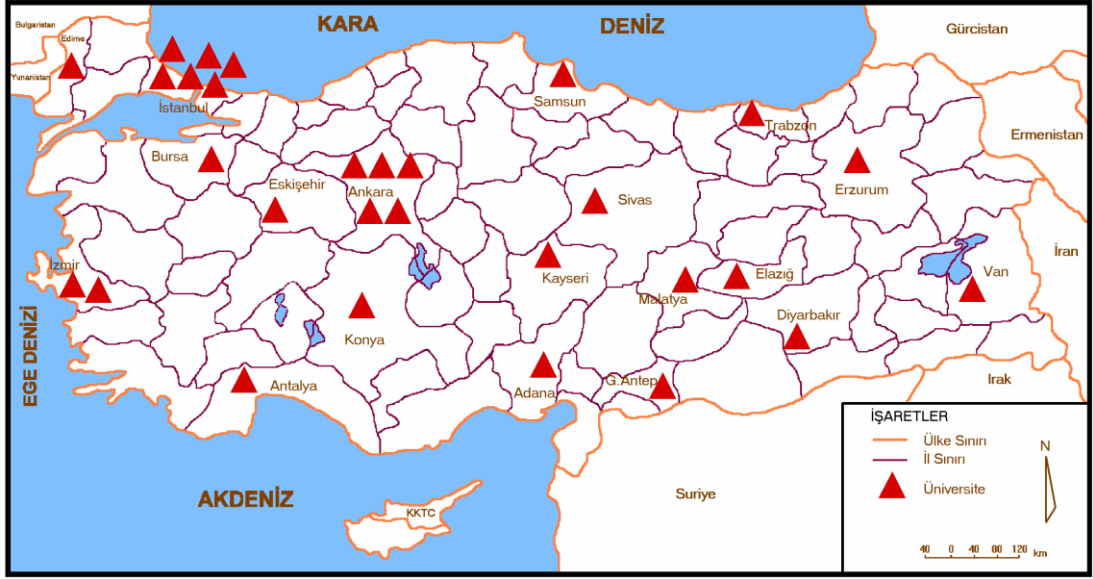 KARA
DENİZ
Bulgaristan
Edirne
Yunanistan
İstanbul
Gürcistan
Samsun
Trabzon
Ermenistan
Bursa
Eskişehir
Ankara
Sivas
Erzurum
İzmir
Kayseri
Malatya
Elazığ
Van
İran
Konya
Diyarbakır
EGE DENİZİ
Antalya
Adana
G.Antep
Irak
AKDENİZ
KKTC
Suriye
İŞARETLER
Ülke Sınırı
İl Sınırı
Üniversite
N
40 0 40 80 120 km